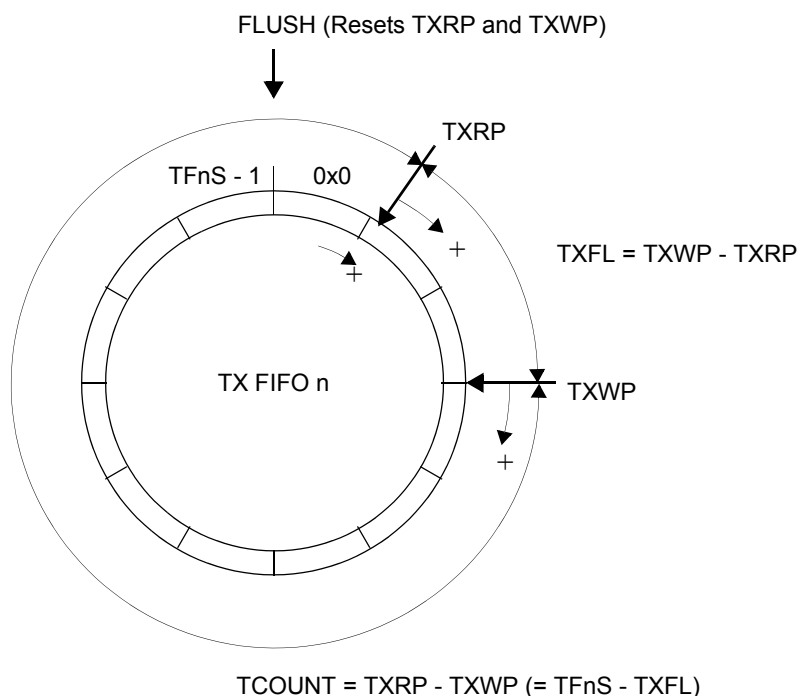 FLUSH (Resets TXRP and TXWP)
TXRP
TFnS - 1
0x0
+
+
TXFL = TXWP - TXRP
TX FIFO n
TXWP
+
TCOUNT = TXRP - TXWP (= TFnS - TXFL)